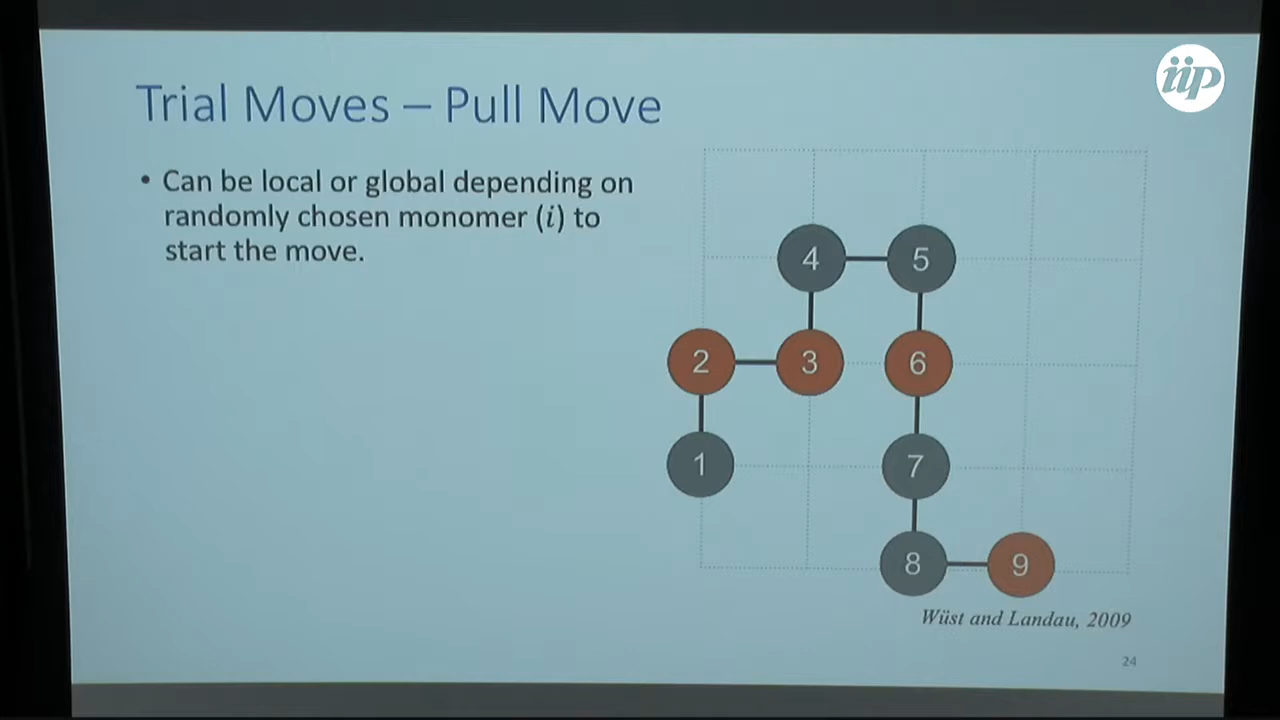 iip
Trial Moves – Pull Move
• Can be local or global depending on
randomly chosen monomer (i) to
start the move.
4 5
2 3 6
1 7
8 9
Wüst and Landau, 2009
24